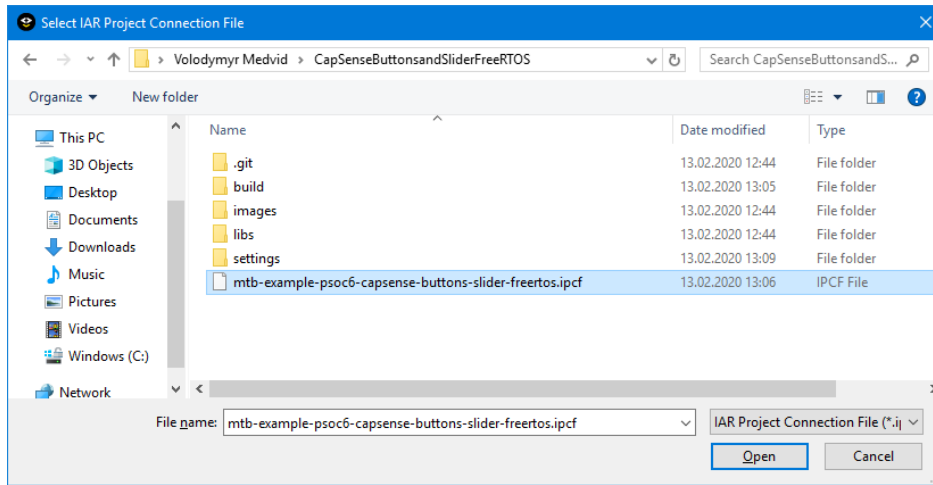 Select IAR Project Connection File
Volodymyr Medvid > CapSenseButtonsandSliderFreeRTOS
Search CapSenseButtonsandS...
Organize
New folder
This PC
3D Objects
Desktop
Documents
Downloads
Music
Pictures
Videos
Windows (C:)
Network
Name Date modified Type
.git 13.02.2020 12:44 File folder
build 13.02.2020 13:05 File folder
images 13.02.2020 12:44 File folder
libs 13.02.2020 12:44 File folder
settings 13.02.2020 13:09 File folder
mtb-example-psoc6-capsense-buttons-slider-freertos.ipcf 13.02.2020 13:06 IPCF File
File name: mtb-example-psoc6-capsense-buttons-slider-freertos.ipcf
IAR Project Connection File (*.ip
Open Cancel